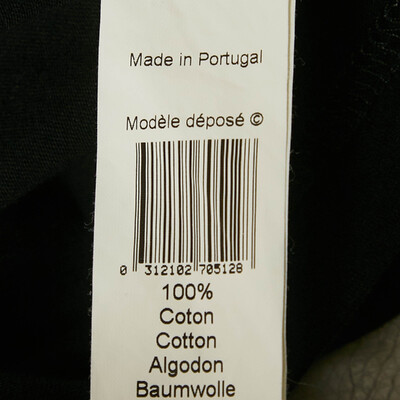 Made in Portugal
Modèle déposé ©
0 312102 705128
100%
Coton
Cotton
Algodon
Baumwolle